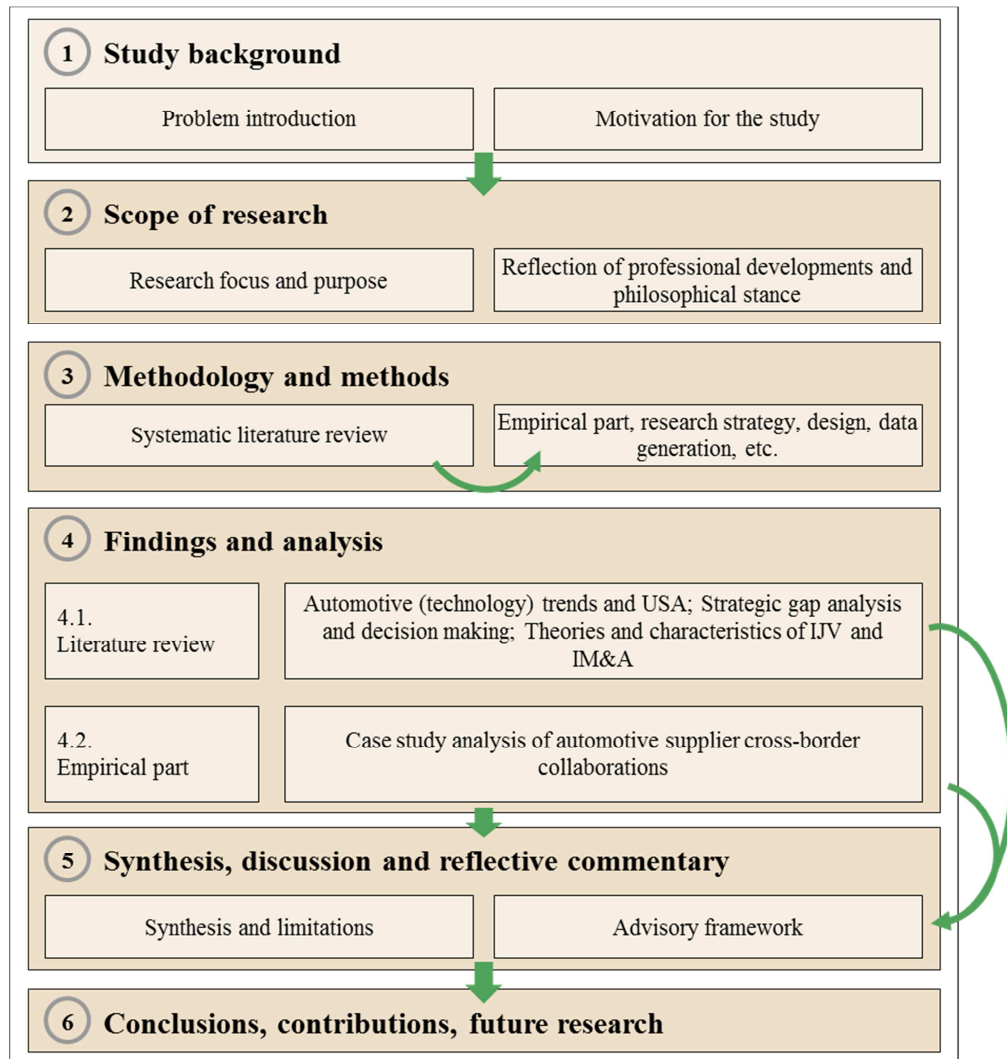 1 Study background
Problem introduction
Motivation for the study
2 Scope of research
Research focus and purpose
Reflection of professional developments and
philosophical stance
3 Methodology and methods
Systematic literature review
Empirical part, research strategy, design, data
generation, etc.
4 Findings and analysis
4.1.
Literature review
Automotive (technology) trends and USA; Strategic gap analysis
and decision making; Theories and characteristics of IJV and
IM&A
4.2.
Empirical part
Case study analysis of automotive supplier cross-border
collaborations
5 Synthesis, discussion and reflective commentary
Synthesis and limitations
Advisory framework
6 Conclusions, contributions, future research